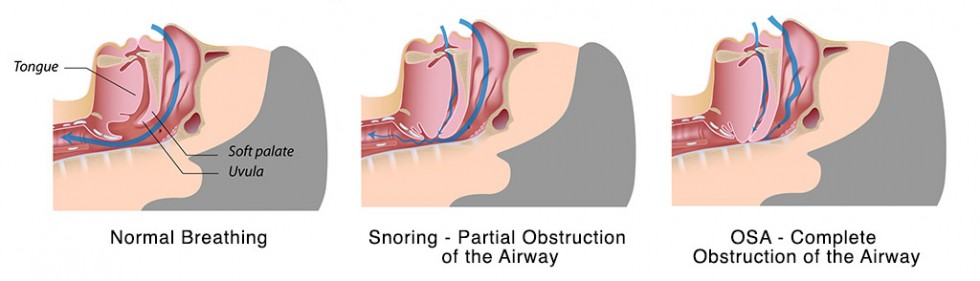 Tongue
Soft palate
Uvula
Normal Breathing
Snoring - Partial Obstruction
of the Airway
OSA - Complete
Obstruction of the Airway